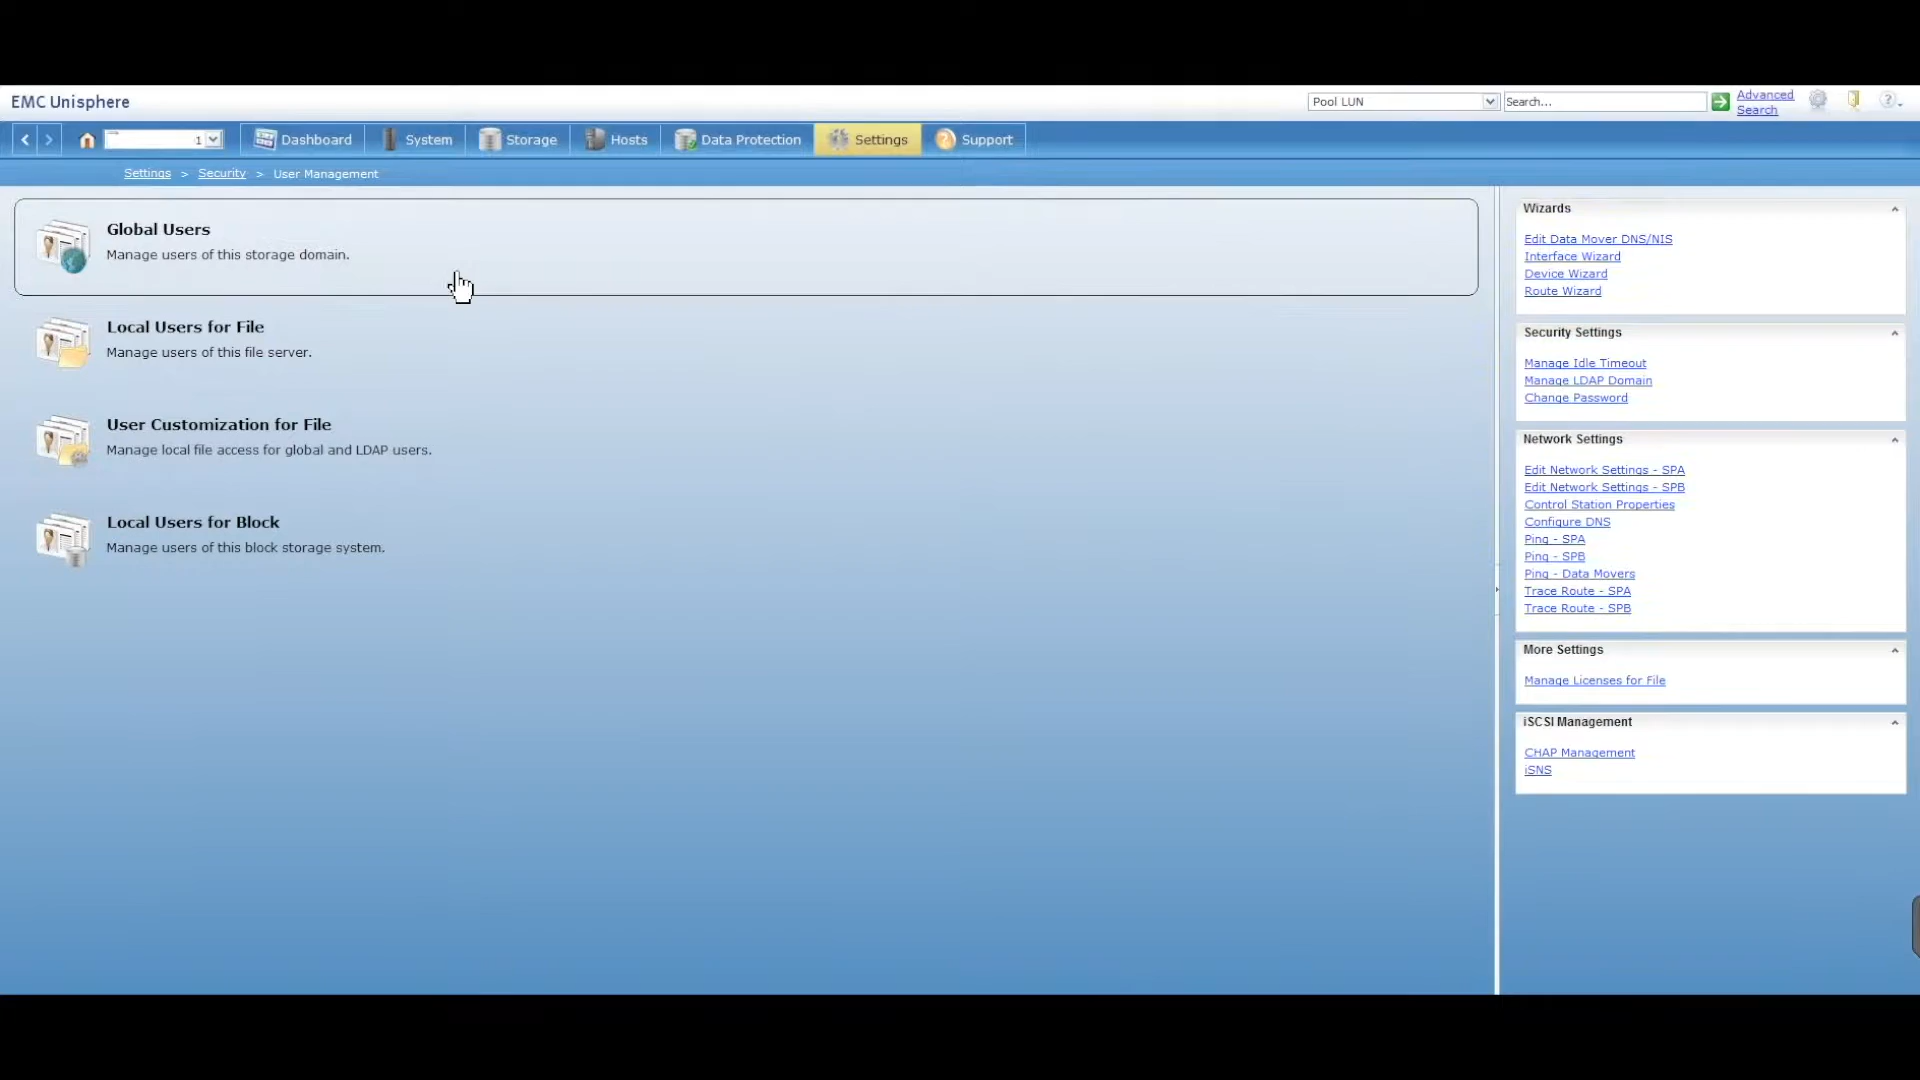 EMC Unisphere
Pool LUN
Search...
Advanced
Search
1
Dashboard
System
Storage
Hosts
Data Protection
Settings
Support
Settings > Security > User Management
Global Users
Manage users of this storage domain.
Local Users for File
Manage users of this file server.
User Customization for File
Manage local file access for global and LDAP users.
Local Users for Block
Manage users of this block storage system.
Wizards
Edit Data Mover DNS/NIS
Interface Wizard
Device Wizard
Route Wizard
Security Settings
Manage Idle Timeout
Manage LDAP Domain
Change Password
Network Settings
Edit Network Settings - SPA
Edit Network Settings - SPB
Control Station Properties
Configure DNS
Ping - SPA
Ping - SPB
Ping - Data Movers
Trace Route - SPA
Trace Route - SPB
More Settings
Manage Licenses for File
iSCSI Management
CHAP Management
iSNS